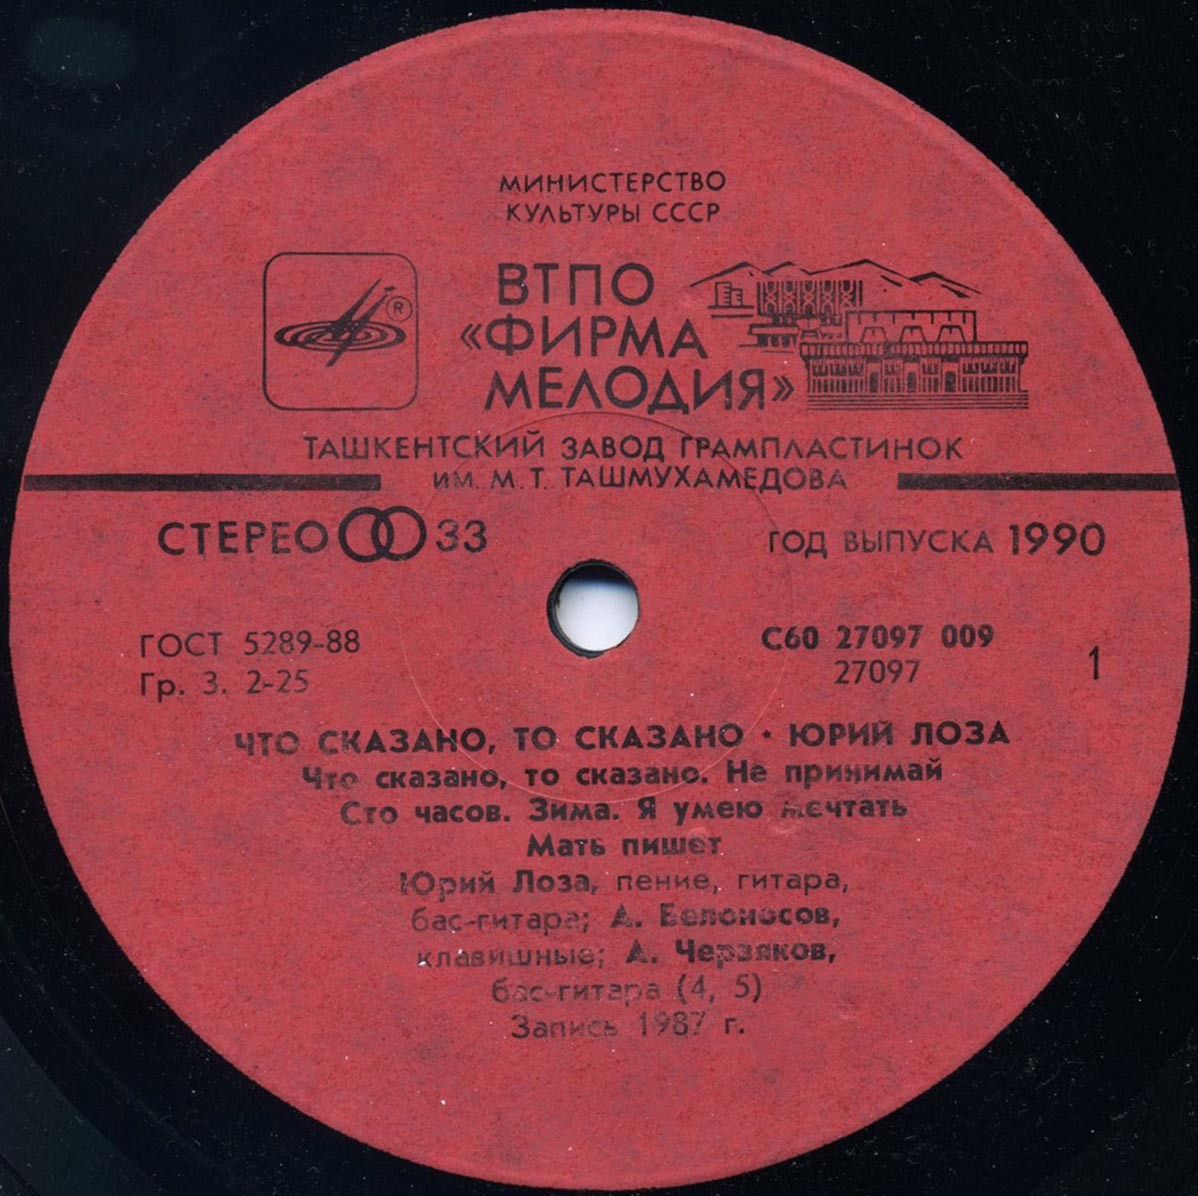 МИНИСТЕРСТВО
КУЛЬТУРЫ СССР
ВТПО
«ФИРМА
МЕЛОДИЯ»
®
ТАШКЕНТСКИЙ ЗАВОД ГРАМПЛАСТИНОК
ИМ. М. Т. ТАШМУХАМЕДОВА
СТЕРЕО 33
ГОД ВЫПУСКА 1990
ГОСТ 5289-88
Гр. 3. 2-25
С60 27097 009
27097
1
ЧТО СКАЗАНО, ТО СКАЗАНО • ЮРИЙ ЛОЗА
Что сказано, то сказано. Не принимай
Сто часов. Зима. Я умею мечтать
Мать пишет
Юрий Лоза, пение, гитара,
бас-гитара; А. Белоносов,
клавишные; А. Червяков,
бас-гитара (4, 5)
Запись 1987 г.